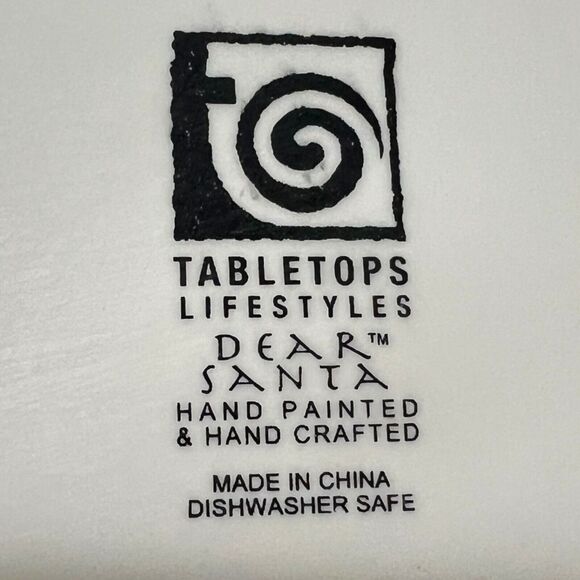 TABLETOPS
LIFESTYLES
DEAR™
SANTA
HAND PAINTED
& HAND CRAFTED
MADE IN CHINA
DISHWASHER SAFE